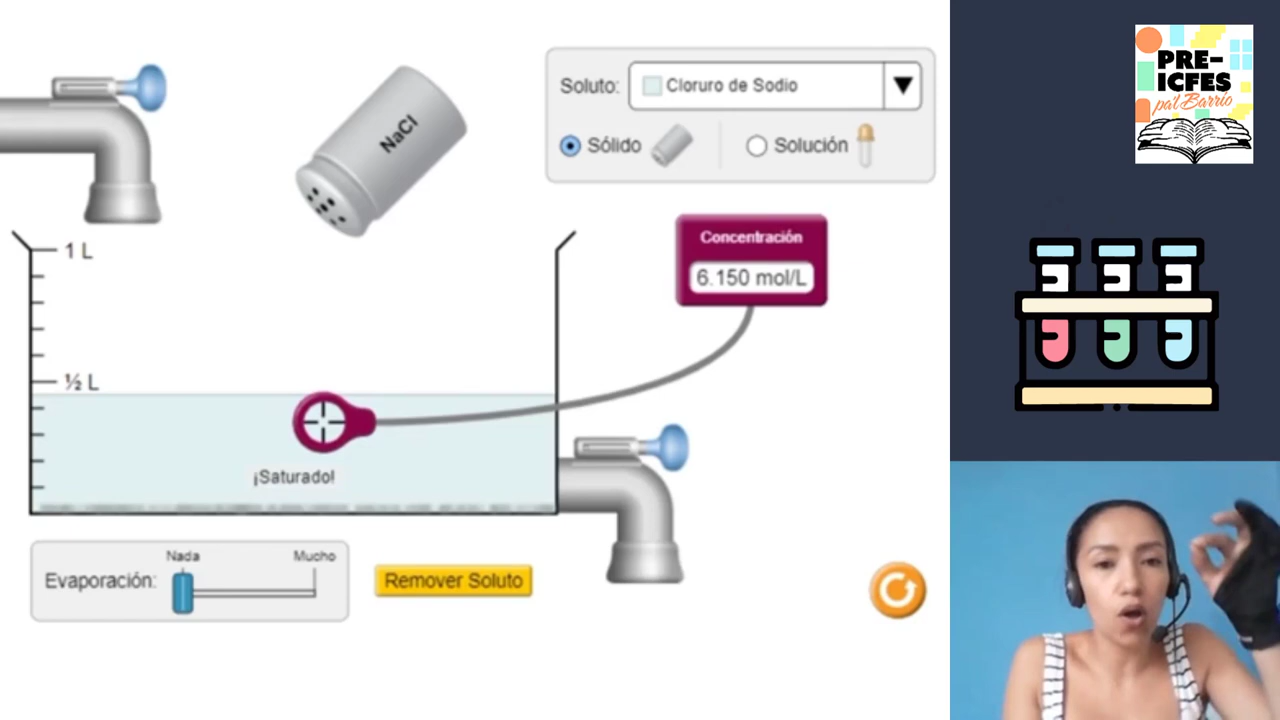 Soluto:
Cloruro de Sodio
Sólido
Solución
NaCl
Concentración
6.150 mol/L
1 L
½ L
¡Saturado!
Evaporación:
Nada
Mucho
Remover Soluto
PRE-
ICFES
pa'l Barrio